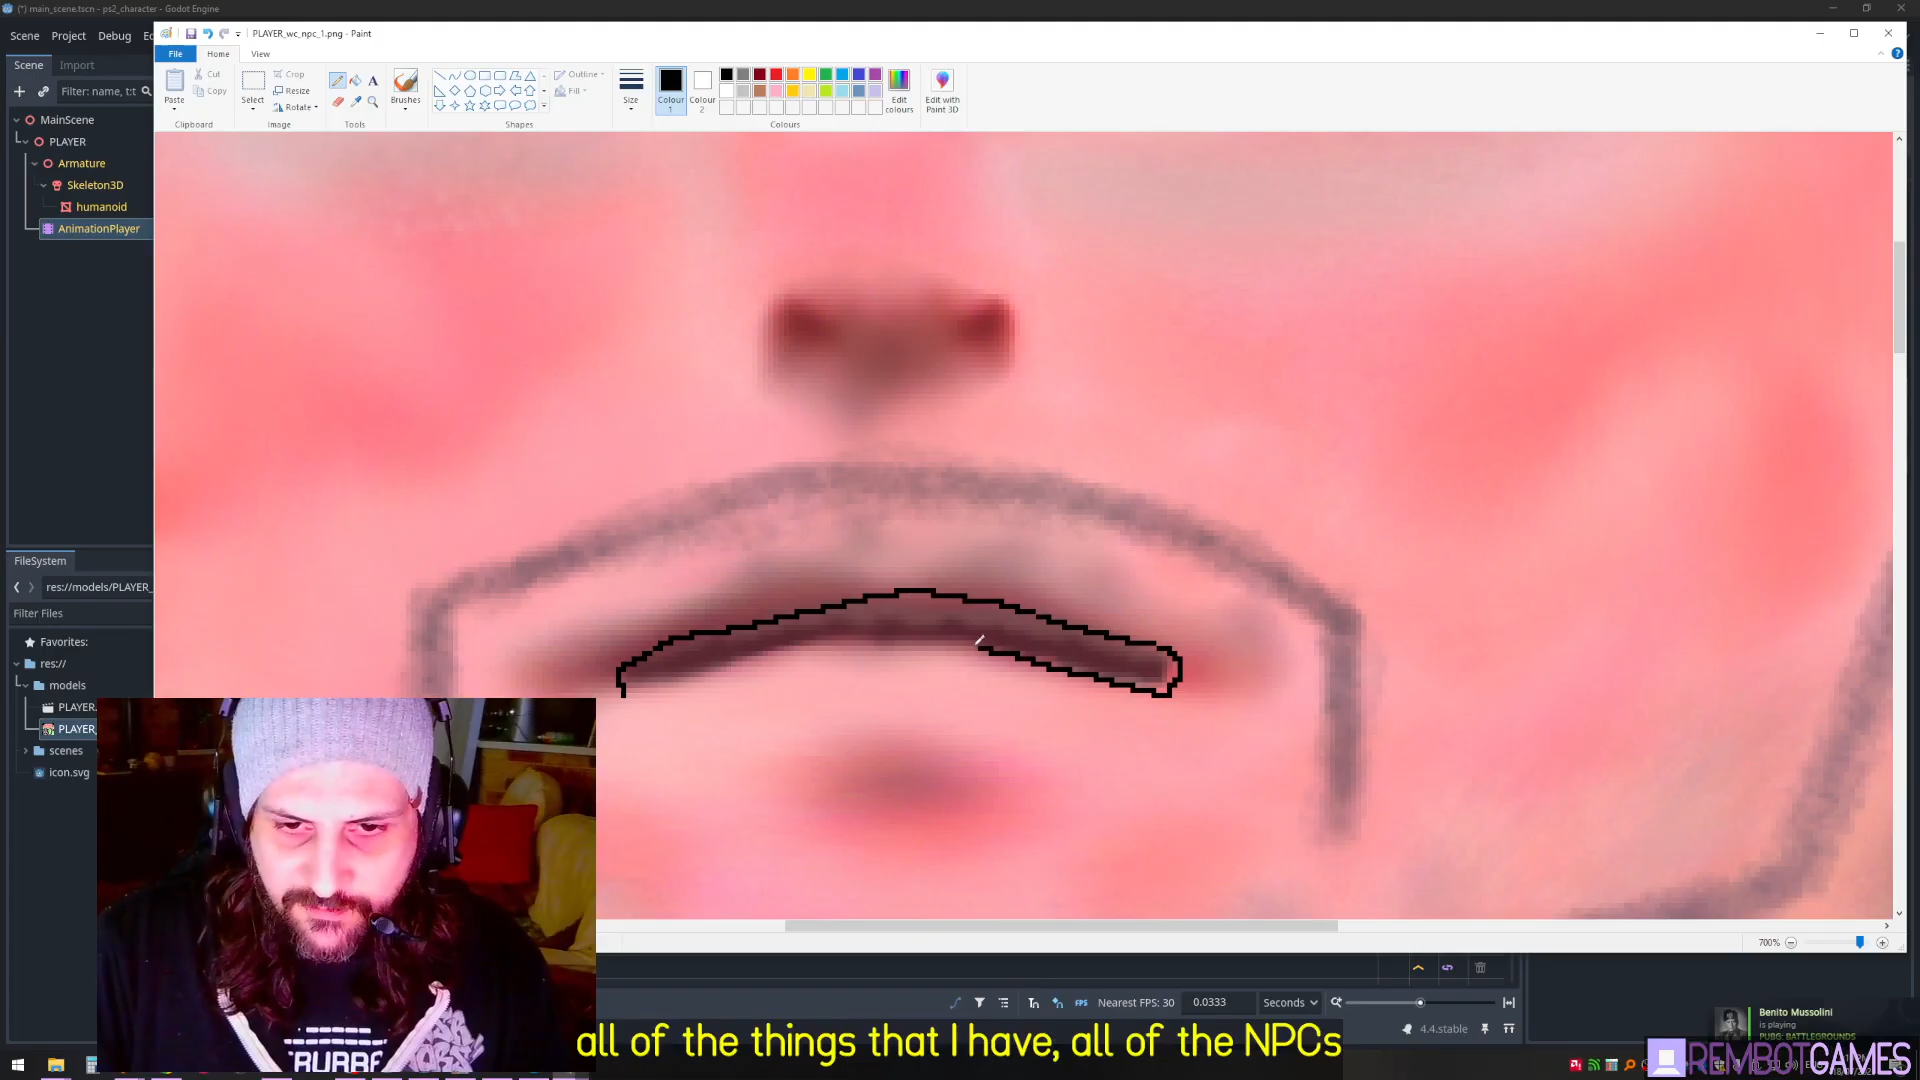 (*) main_scene.tscn - ps2_character - Godot Engine
Scene Project Debug
PLAYER_wc_npc_1.png - Paint
File Home View
Scene Import
Filter: name, t:t
MainScene
PLAYER
Armature
Skeleton3D
humanoid
AnimationPlayer
Paste
Cut
Copy
Clipboard
Select
Crop
Resize
Rotate
Image
Tools
Brushes
Outline
Fill
Shapes
Size
Colour 1
Colour 2
Edit colours
Colours
Edit with Paint 3D
FileSystem
res://models/PLAYER_
Filter Files
Favorites:
res://
models
PLAYER.
PLAYER_
scenes
icon.svg
700%
Nearest FPS: 30 0.0333 Seconds
4.4.stable
all of the things that I have, all of the NPCs
Benito Mussolini
is playing
PUBG: BATTLEGROUNDS
REMBOTGAMES